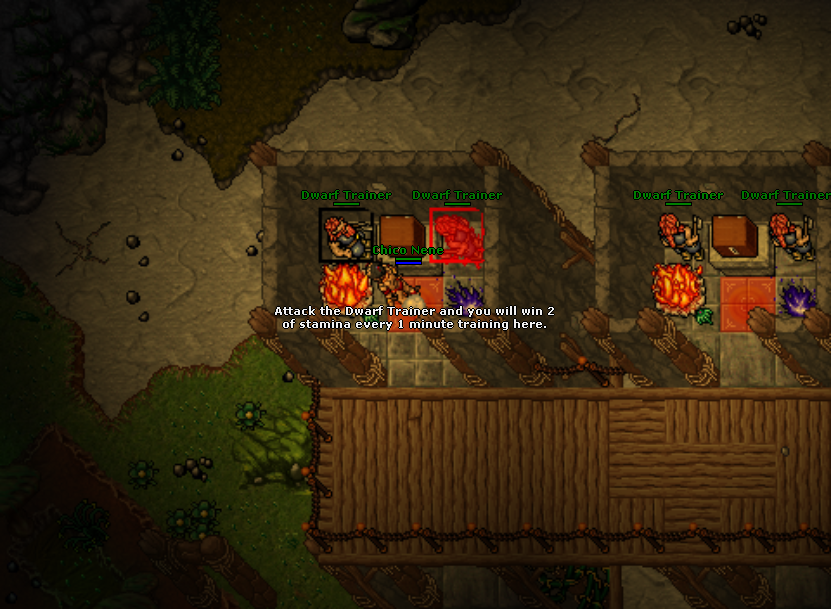 Dwarf Trainer Dwarf Trainer Dwarf Trainer Dwarf Trainer
Chico Nene
Attack the Dwarf Trainer and you will win 2
of stamina every 1 minute training here.